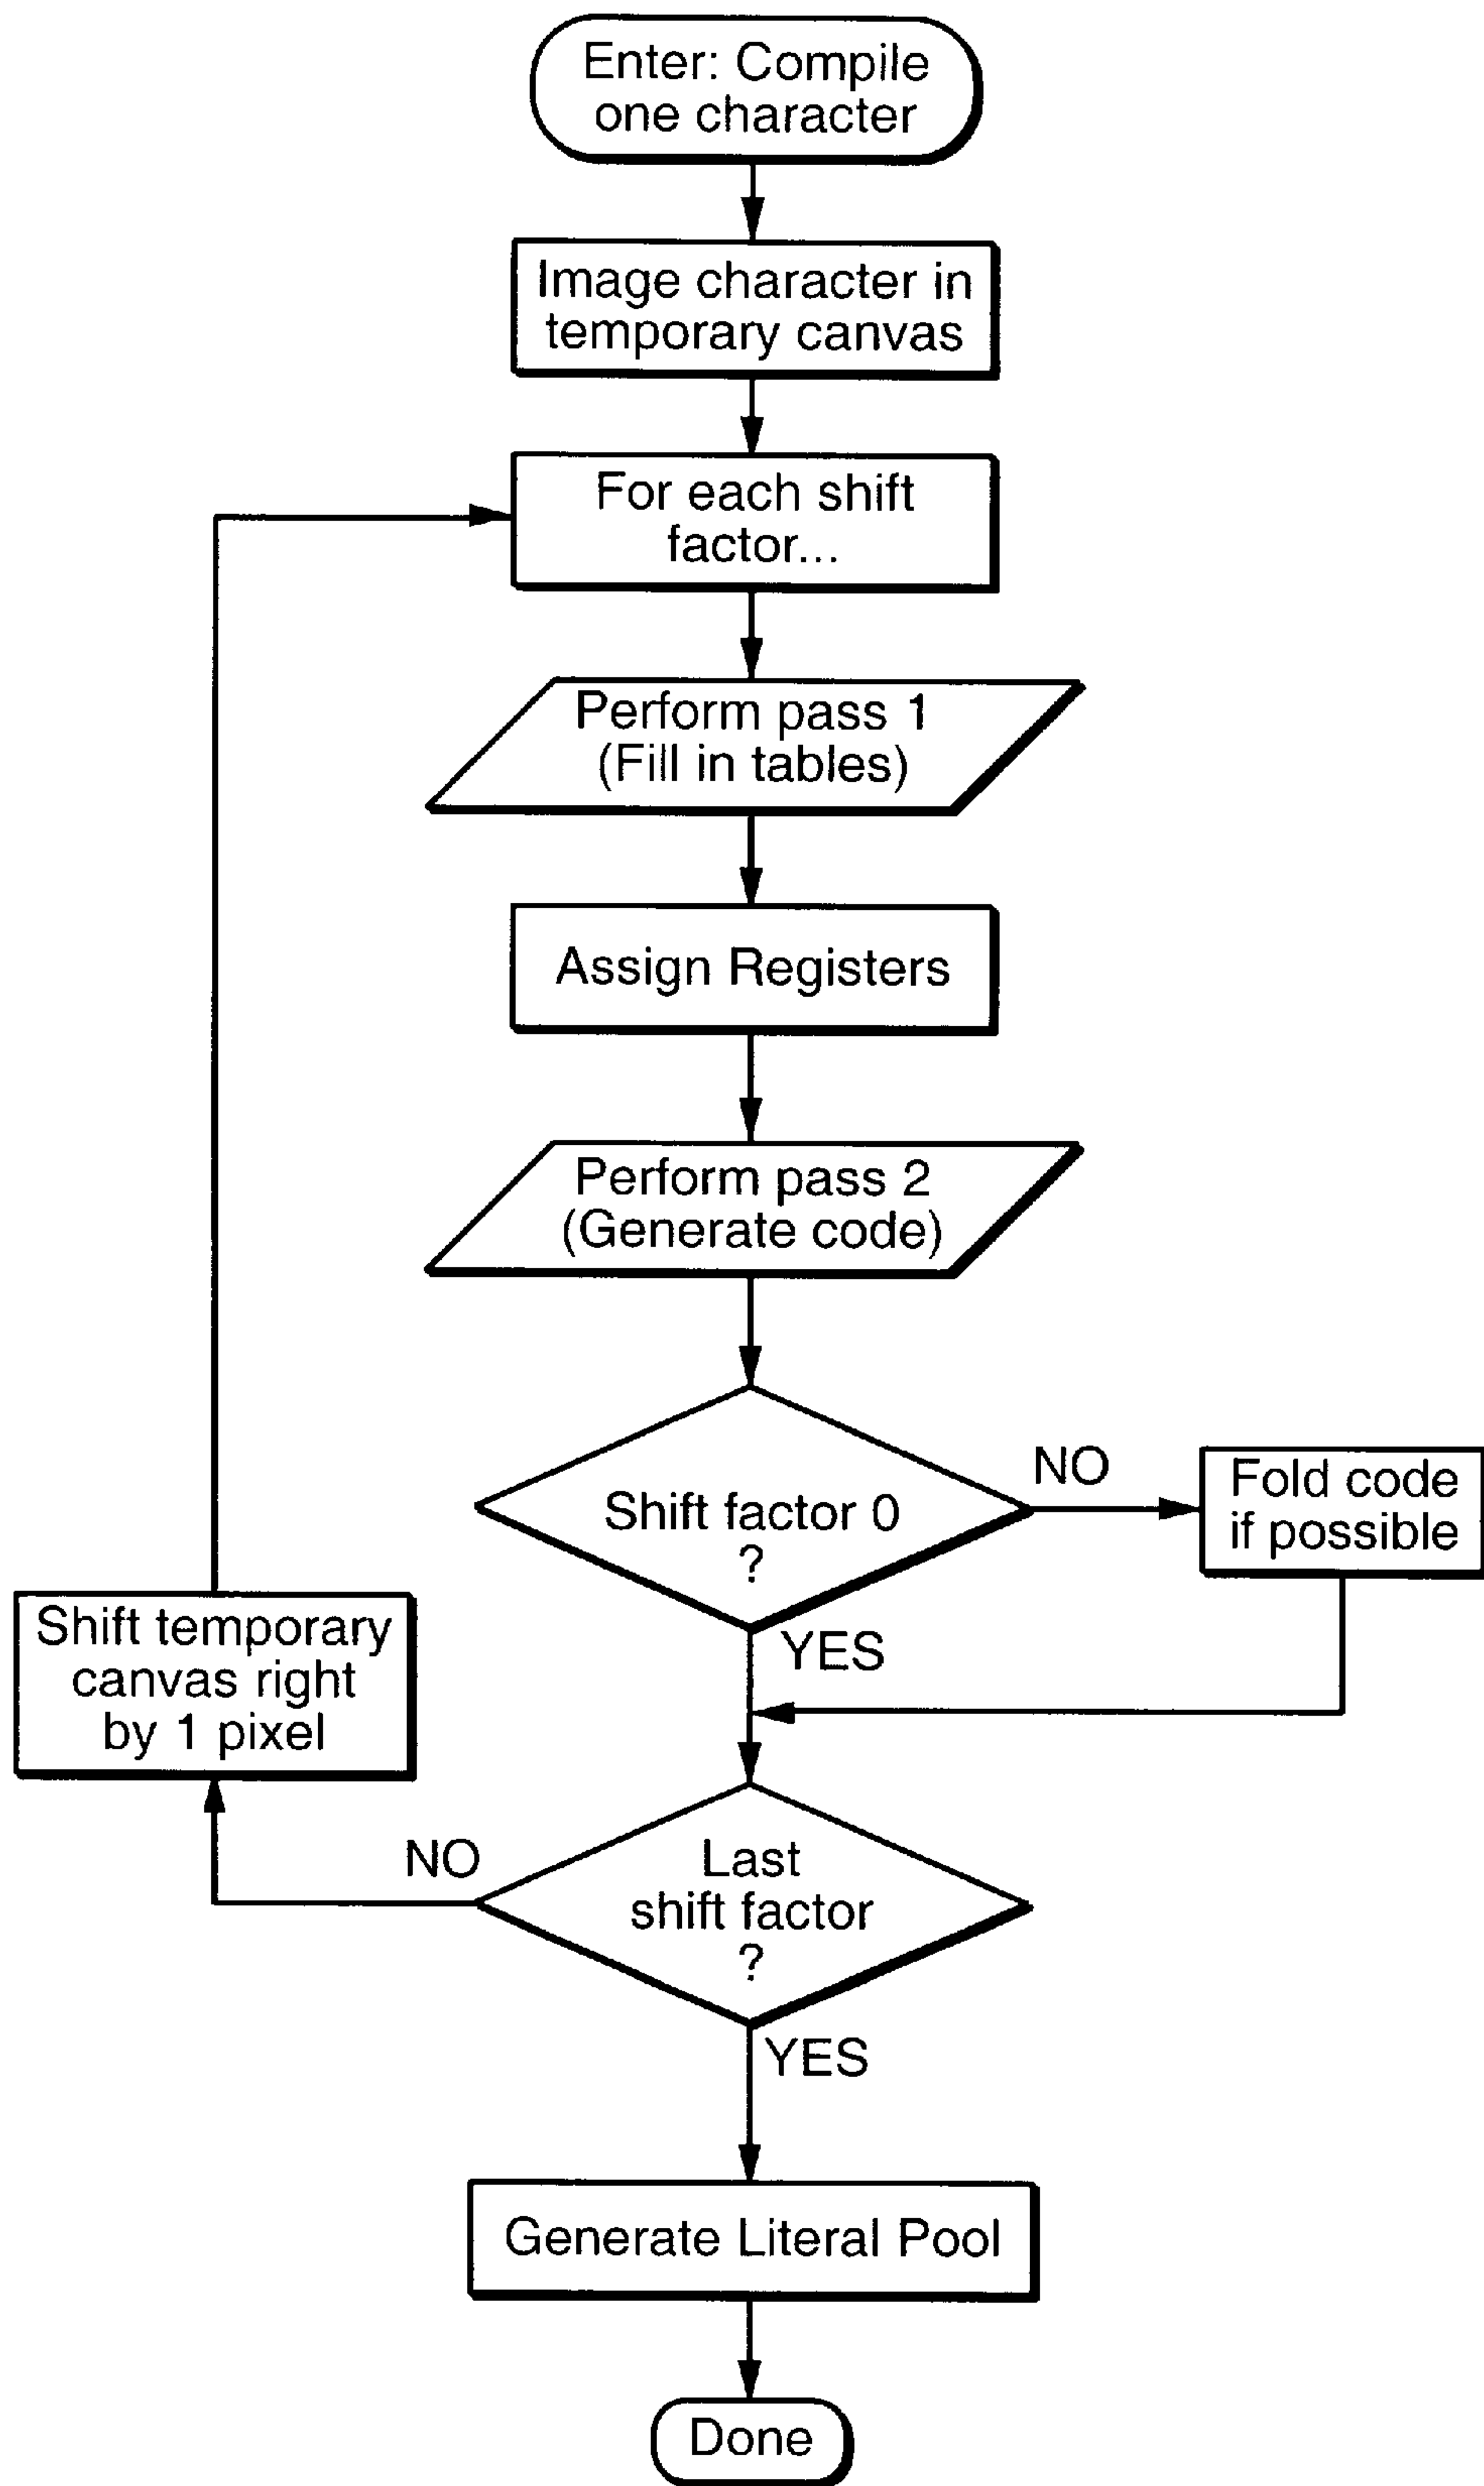 Enter: Compile
one character
Image character in
temporary canvas
For each shift
factor...
Perform pass 1
(Fill in tables)
Assign Registers
Perform pass 2
(Generate code)
Shift factor 0
?
NO
Fold code
if possible
YES
Shift temporary
canvas right
by 1 pixel
NO
Last
shift factor
?
YES
Generate Literal Pool
Done